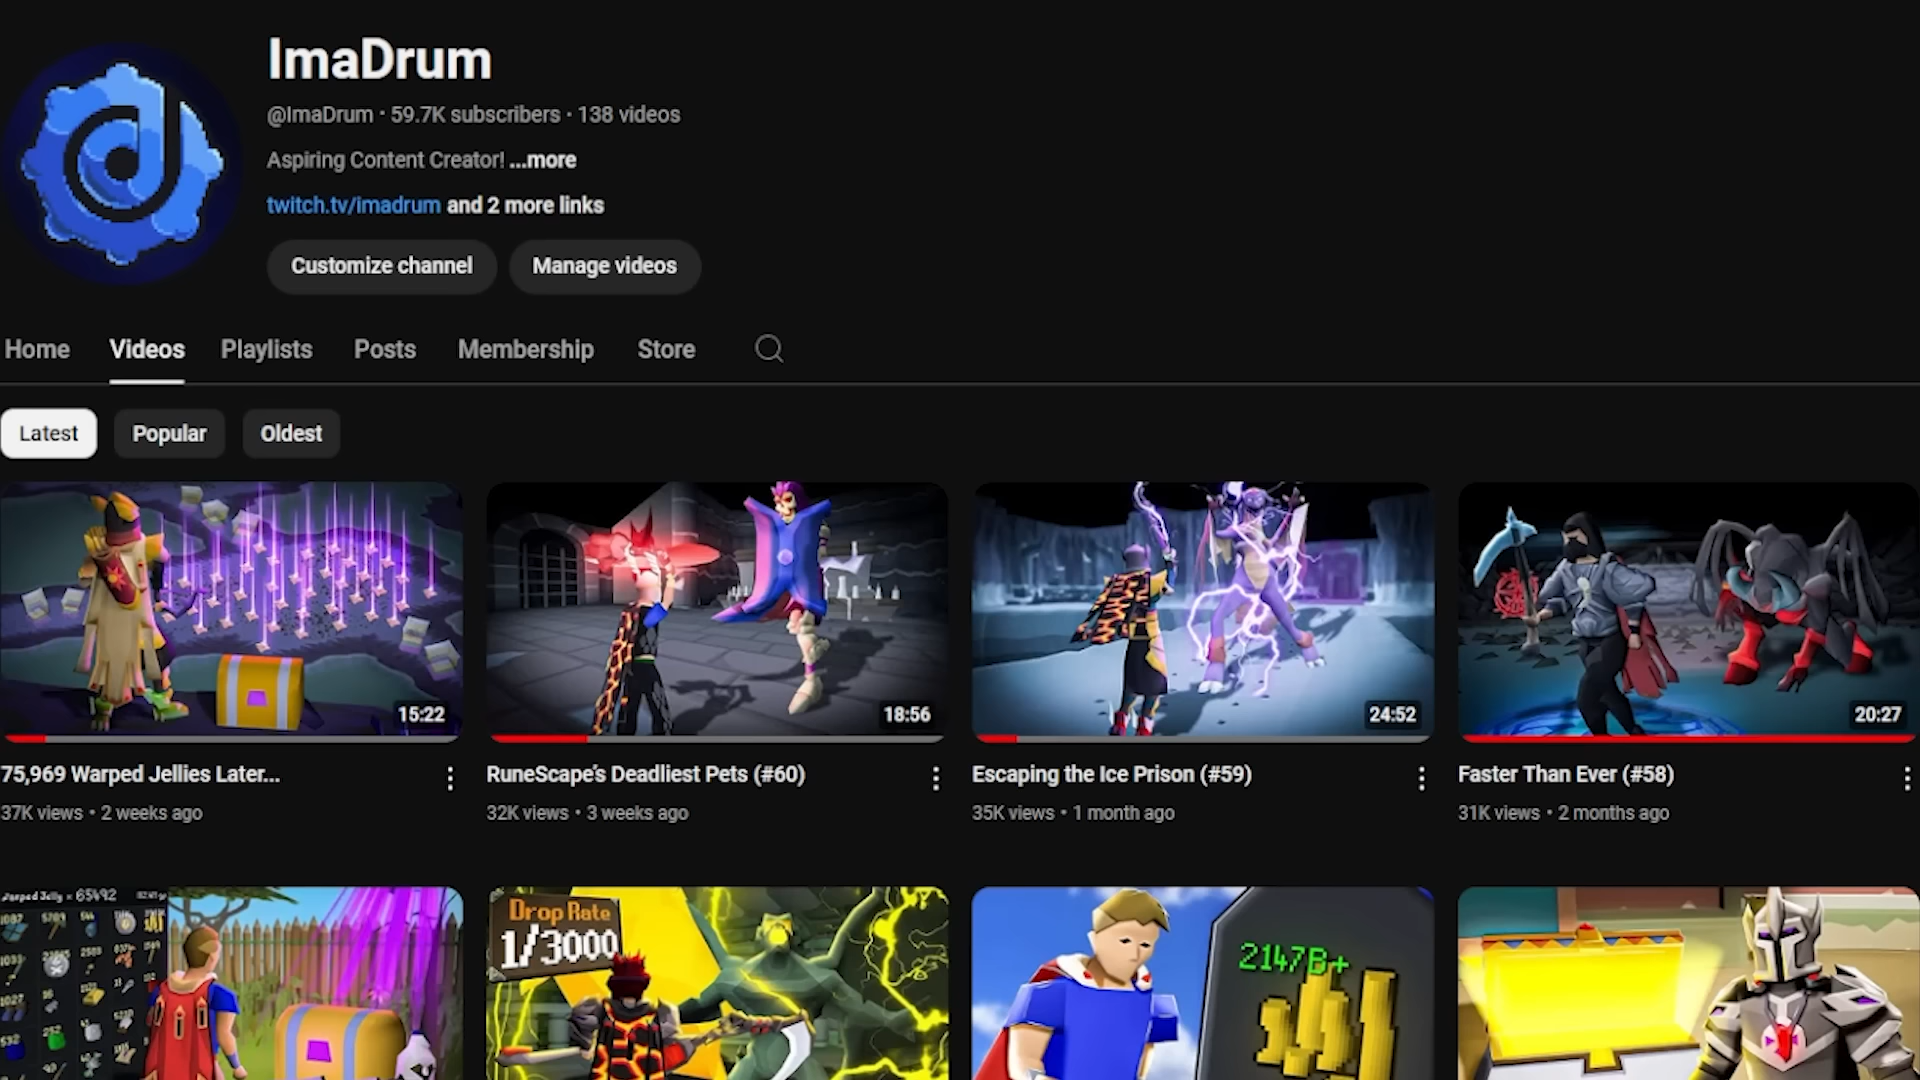 ImaDrum
@ImaDrum · 59.7K subscribers · 138 videos
Aspiring Content Creator! ...more
twitch.tv/imadrum and 2 more links
Customize channel Manage videos
Home Videos Playlists Posts Membership Store
Latest Popular Oldest
15:22 18:56 24:52 20:27
75,969 Warped Jellies Later... RuneScape's Deadliest Pets (#60) Escaping the Ice Prison (#59) Faster Than Ever (#58)
37K views • 2 weeks ago 32K views • 3 weeks ago 35K views • 1 month ago 31K views • 2 months ago
Warped Jelly × 65492
Drop Rate
1/3000
2147B+